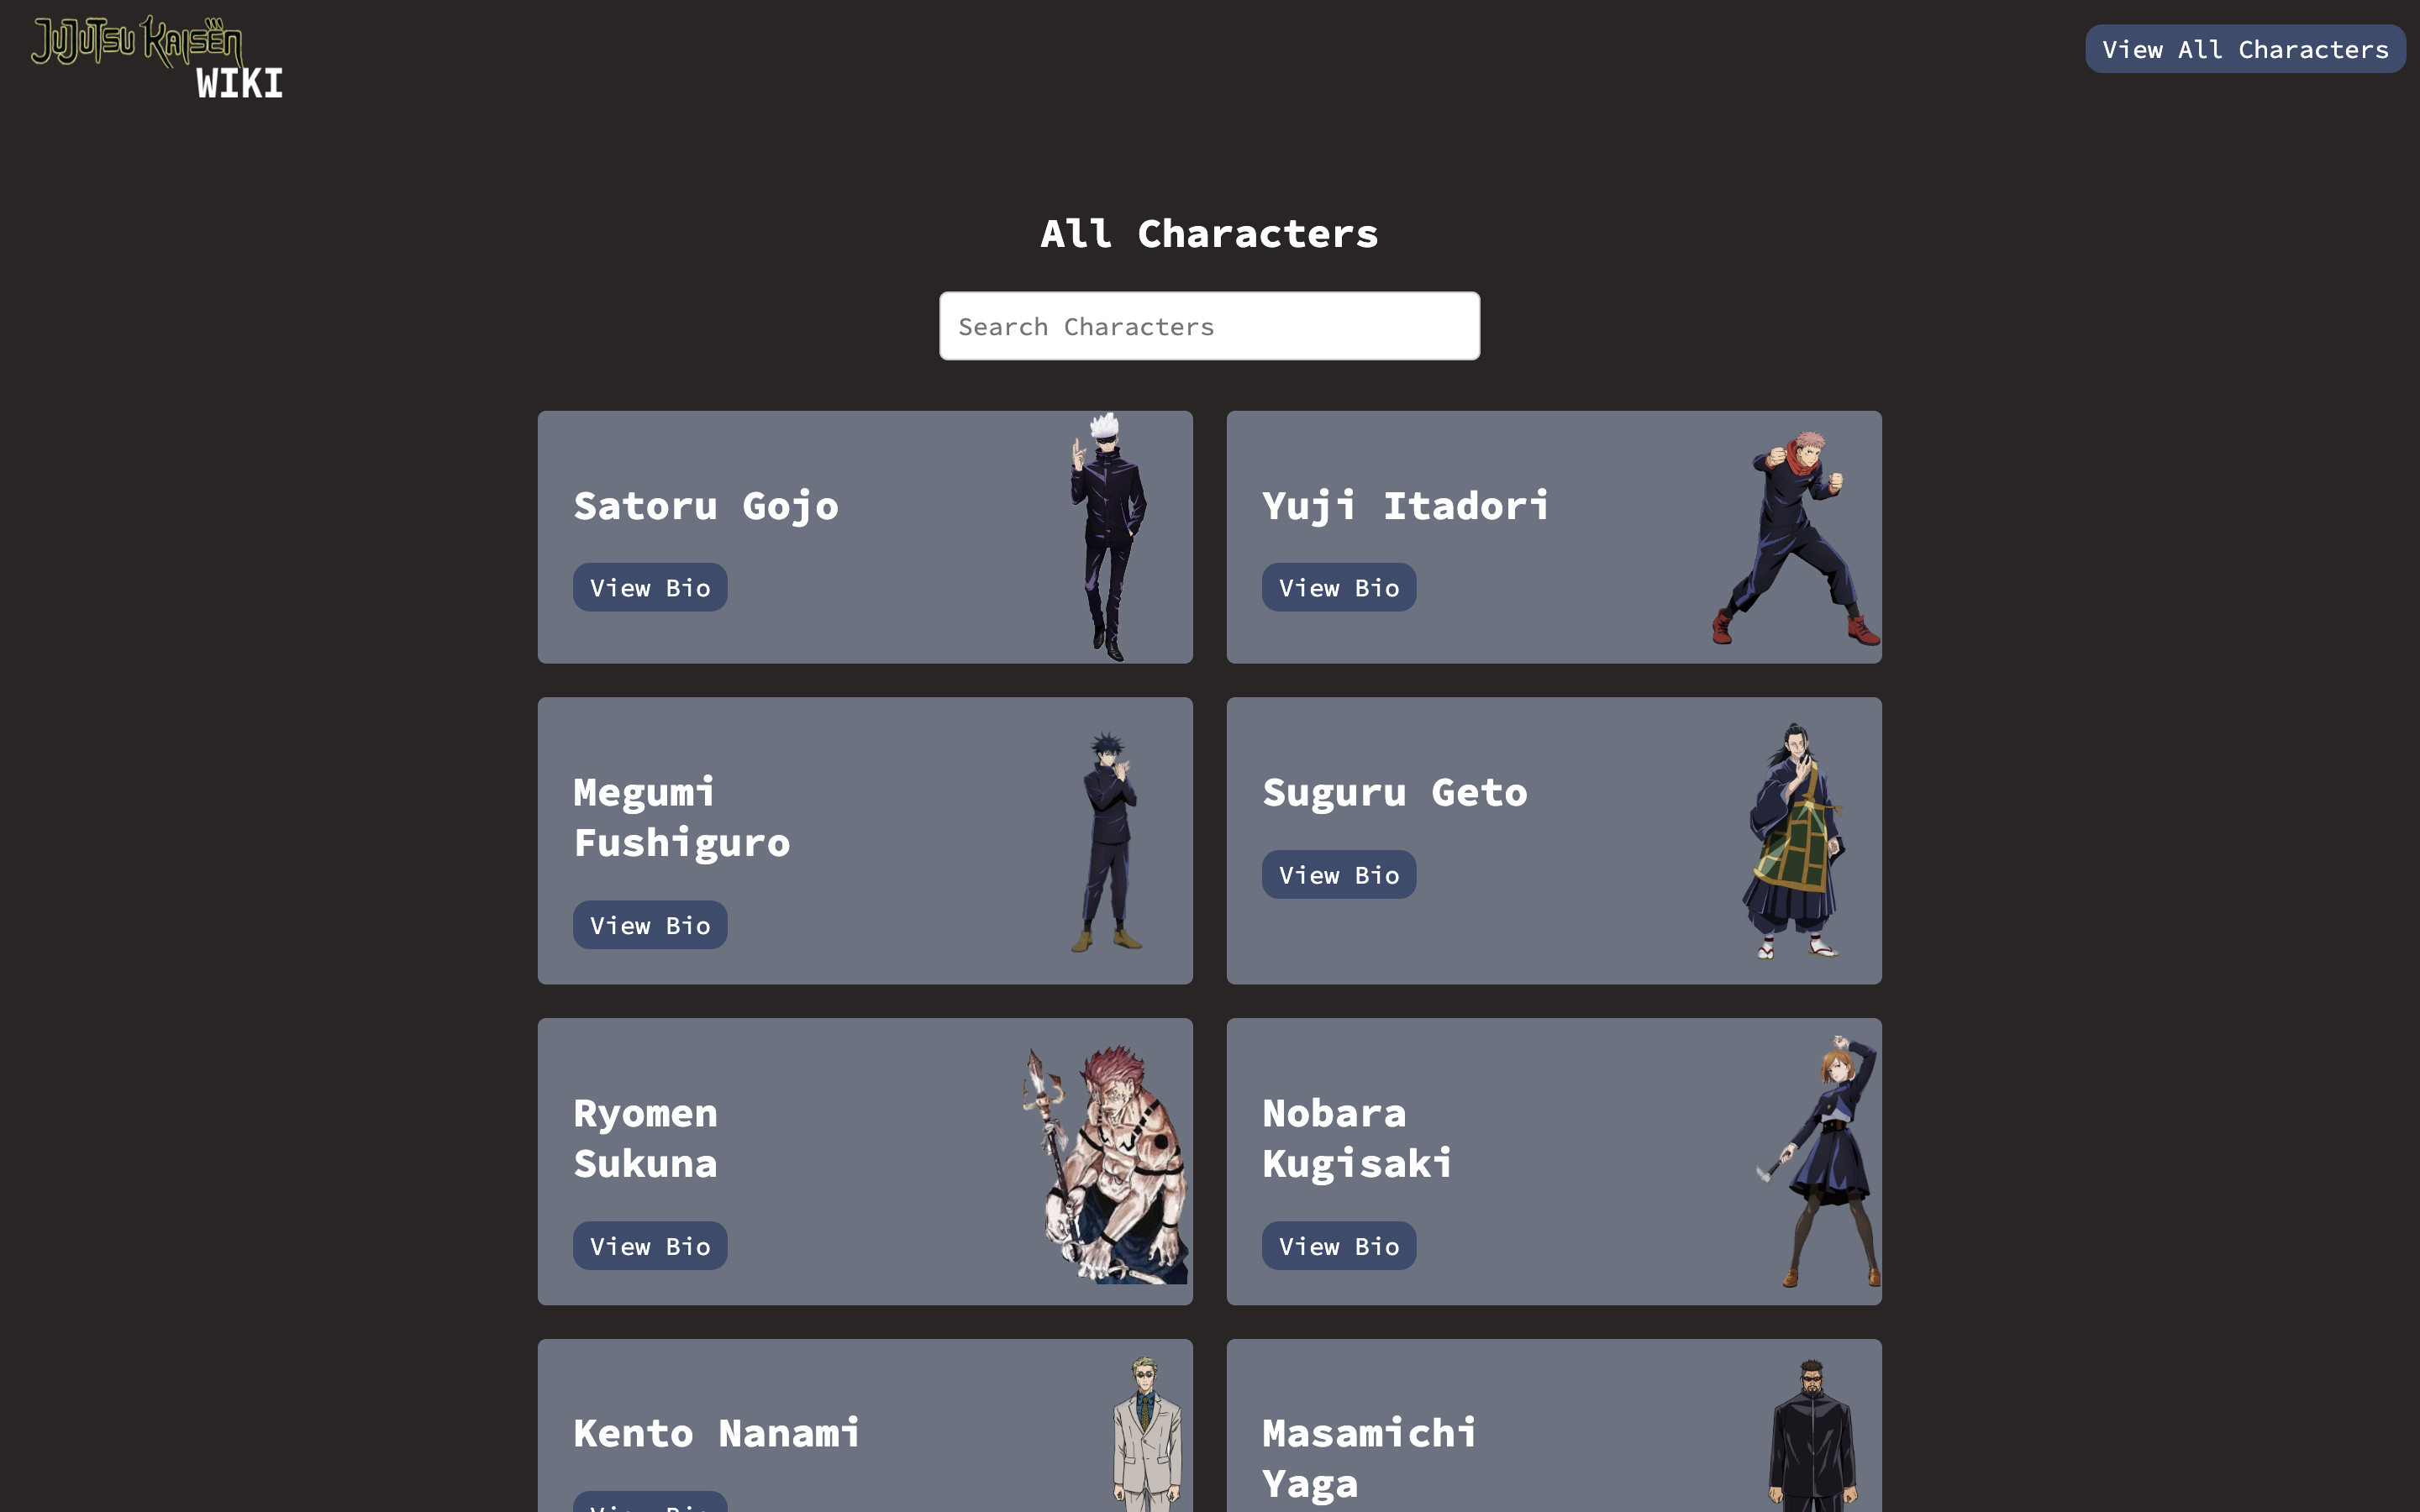 JUJUTSU KAISEN
WIKI
View All Characters
All Characters
Search Characters
Satoru Gojo
View Bio
Yuji Itadori
View Bio
Megumi
Fushiguro
View Bio
Suguru Geto
View Bio
Ryomen
Sukuna
View Bio
Nobara
Kugisaki
View Bio
Kento Nanami
View Bio
Masamichi
Yaga